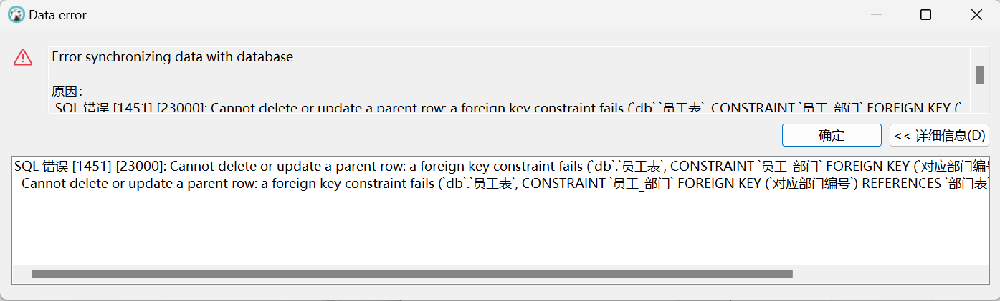 Data error
Error synchronizing data with database
原因：
SQL 错误 [1451] [23000]: Cannot delete or update a parent row: a foreign key constraint fails (`db`.`员工表`, CONSTRAINT `员工_部门` FOREIGN KEY (`
确定
<< 详细信息(D)
SQL 错误 [1451] [23000]: Cannot delete or update a parent row: a foreign key constraint fails (`db`.`员工表`, CONSTRAINT `员工_部门` FOREIGN KEY (`对应部门编号
Cannot delete or update a parent row: a foreign key constraint fails (`db`.`员工表`, CONSTRAINT `员工_部门` FOREIGN KEY (`对应部门编号`) REFERENCES `部门表`